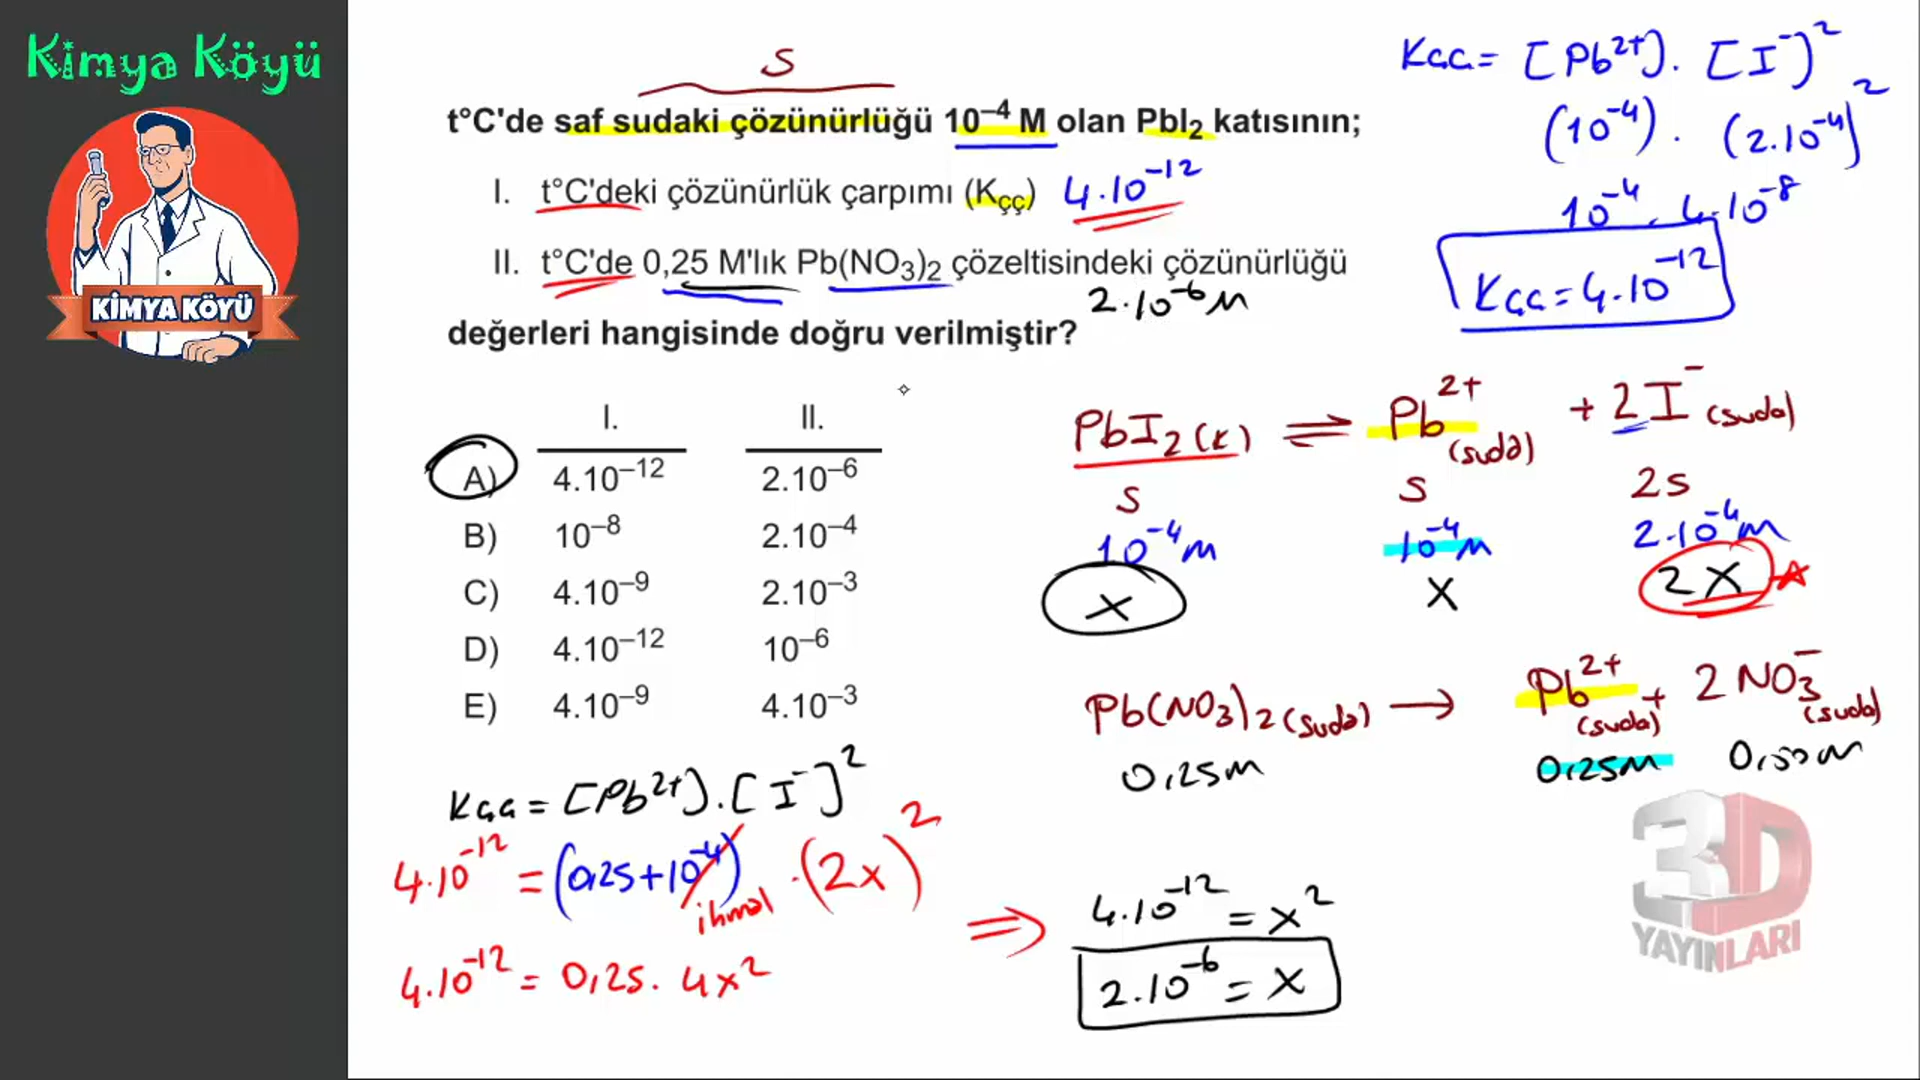 Kimya Köyü
KİMYA KÖYÜ
S
t°C'de saf sudaki çözünürlüğü 10⁻⁴ M olan PbI₂ katısının;
I. t°C'deki çözünürlük çarpımı (Kçç) 4.10⁻¹²
II. t°C'de 0,25 M'lık Pb(NO₃)₂ çözeltisindeki çözünürlüğü
2.10⁻⁶ M
değerleri hangisinde doğru verilmiştir?
I. II.
A) 4.10⁻¹² 2.10⁻⁶
B) 10⁻⁸ 2.10⁻⁴
C) 4.10⁻⁹ 2.10⁻³
D) 4.10⁻¹² 10⁻⁶
E) 4.10⁻⁹ 4.10⁻³
Kçç = [Pb²⁺] . [I⁻]²
4.10⁻¹² = (0,25+10⁻⁴) . (2x)²
ihmal
4.10⁻¹² = 0,25 . 4x²
⇒ 4.10⁻¹² = x²
2.10⁻⁶ = x
Kçç = [Pb²⁺] . [I⁻]²
(10⁻⁴) . (2.10⁻⁴)²
10⁻⁴ . 4.10⁻⁸
Kçç = 4.10⁻¹²
PbI₂(k) ⇌ Pb²⁺(suda) + 2I⁻(suda)
S S 2S
10⁻⁴ M 10⁻⁴ M 2.10⁻⁴ M
X X 2X
Pb(NO₃)₂(suda) → Pb²⁺(suda) + 2NO₃⁻(suda)
0,25M 0,25M 0,50M
3D
YAYINLARI